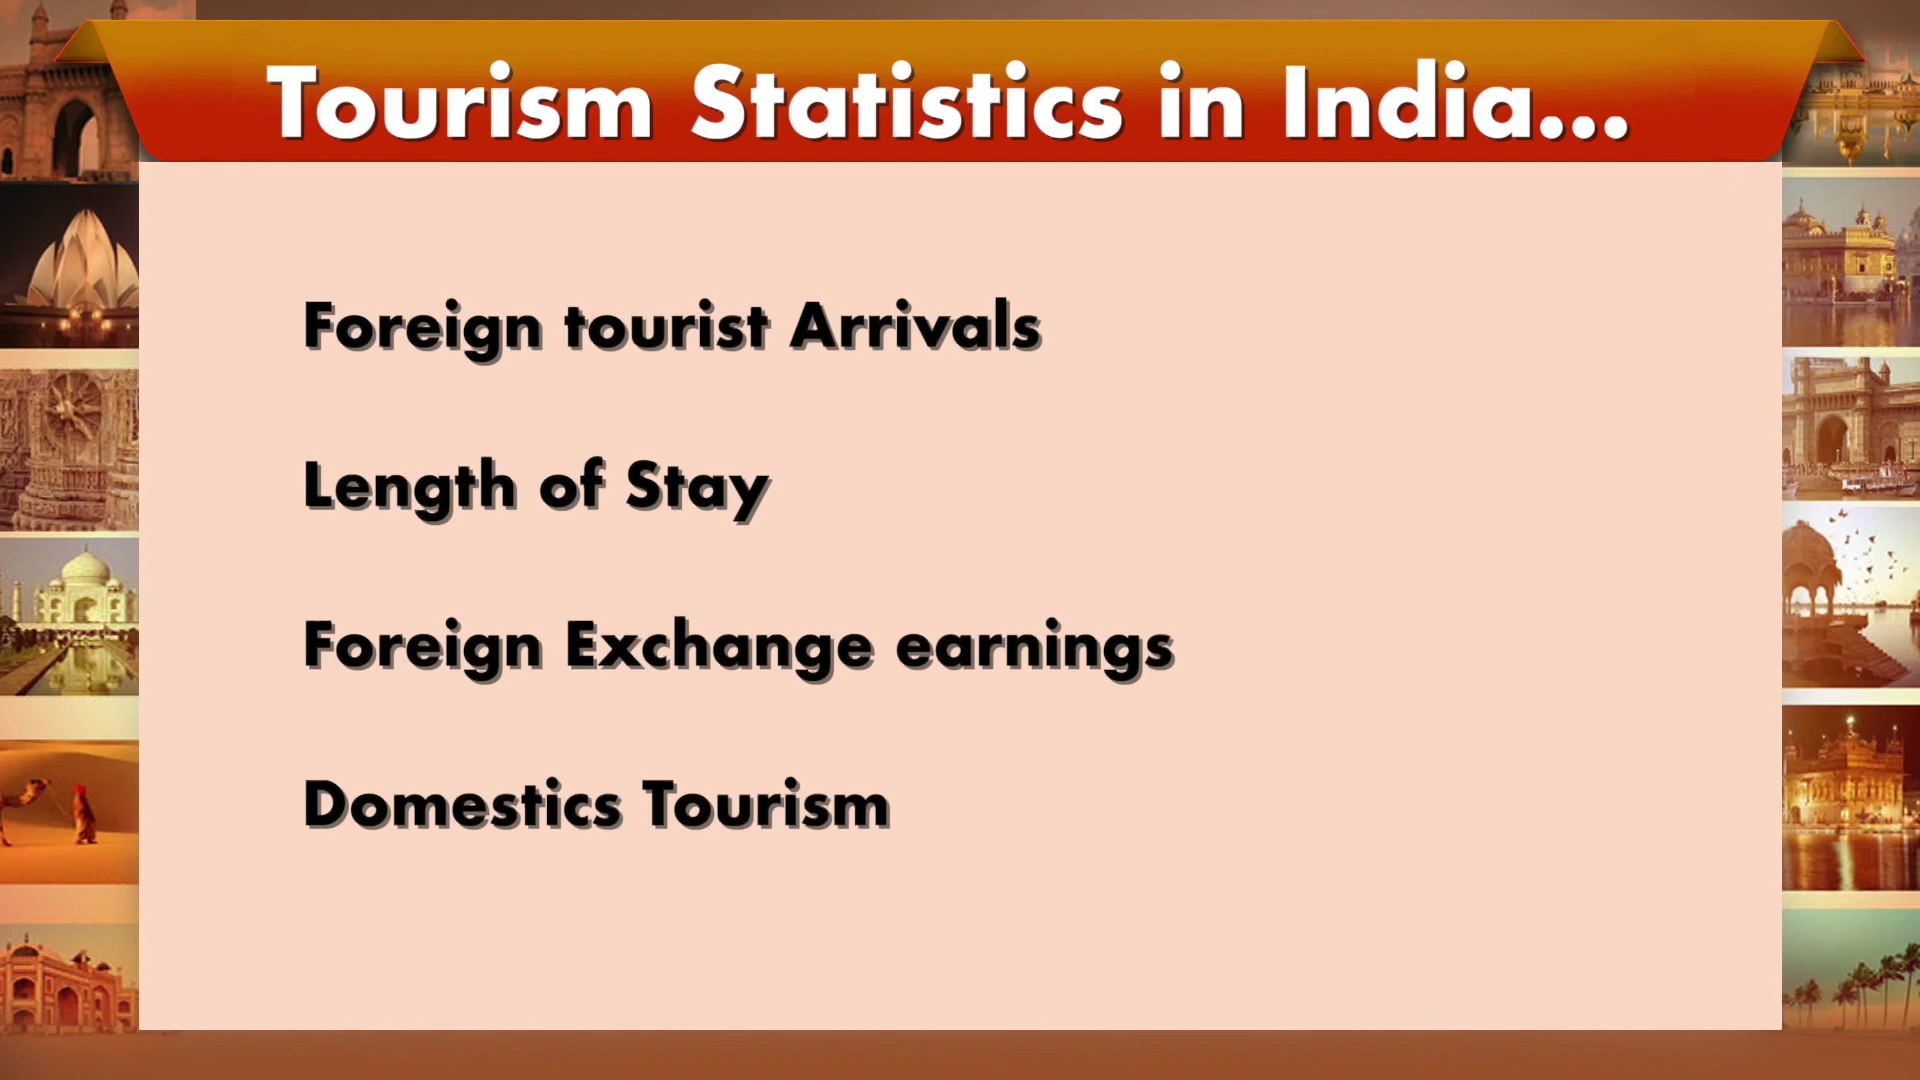 Tourism Statistics in India...
Foreign tourist Arrivals
Length of Stay
Foreign Exchange earnings
Domestics Tourism